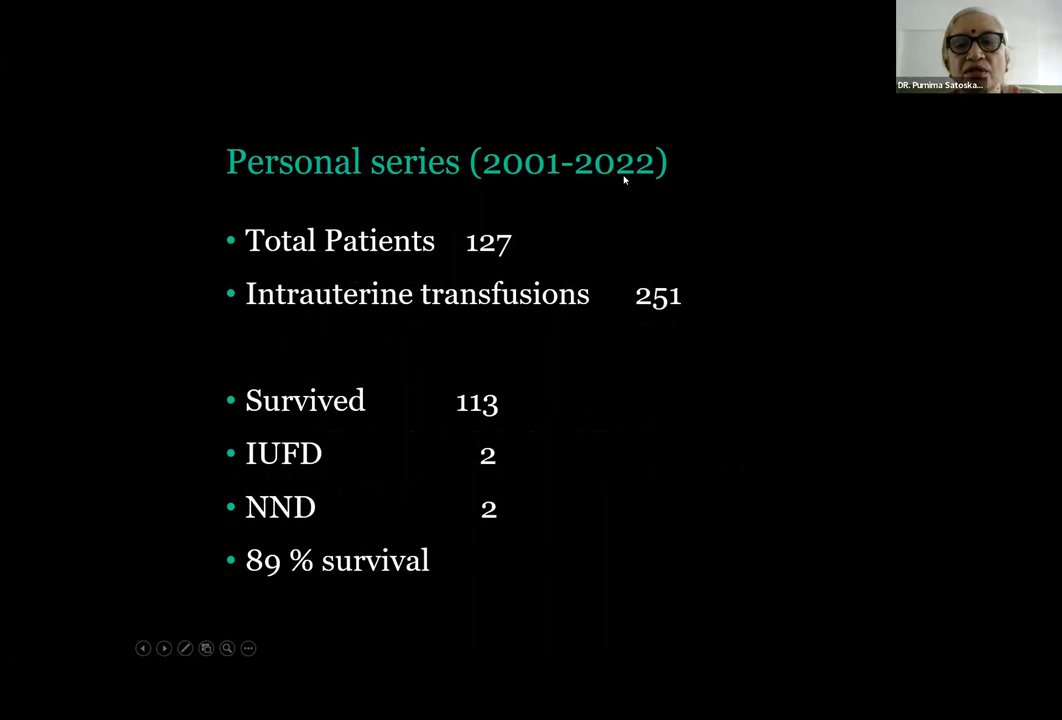 DR. Purnima Satoska...
Personal series (2001-2022)
• Total Patients 127
• Intrauterine transfusions 251
• Survived 113
• IUFD 2
• NND 2
• 89 % survival